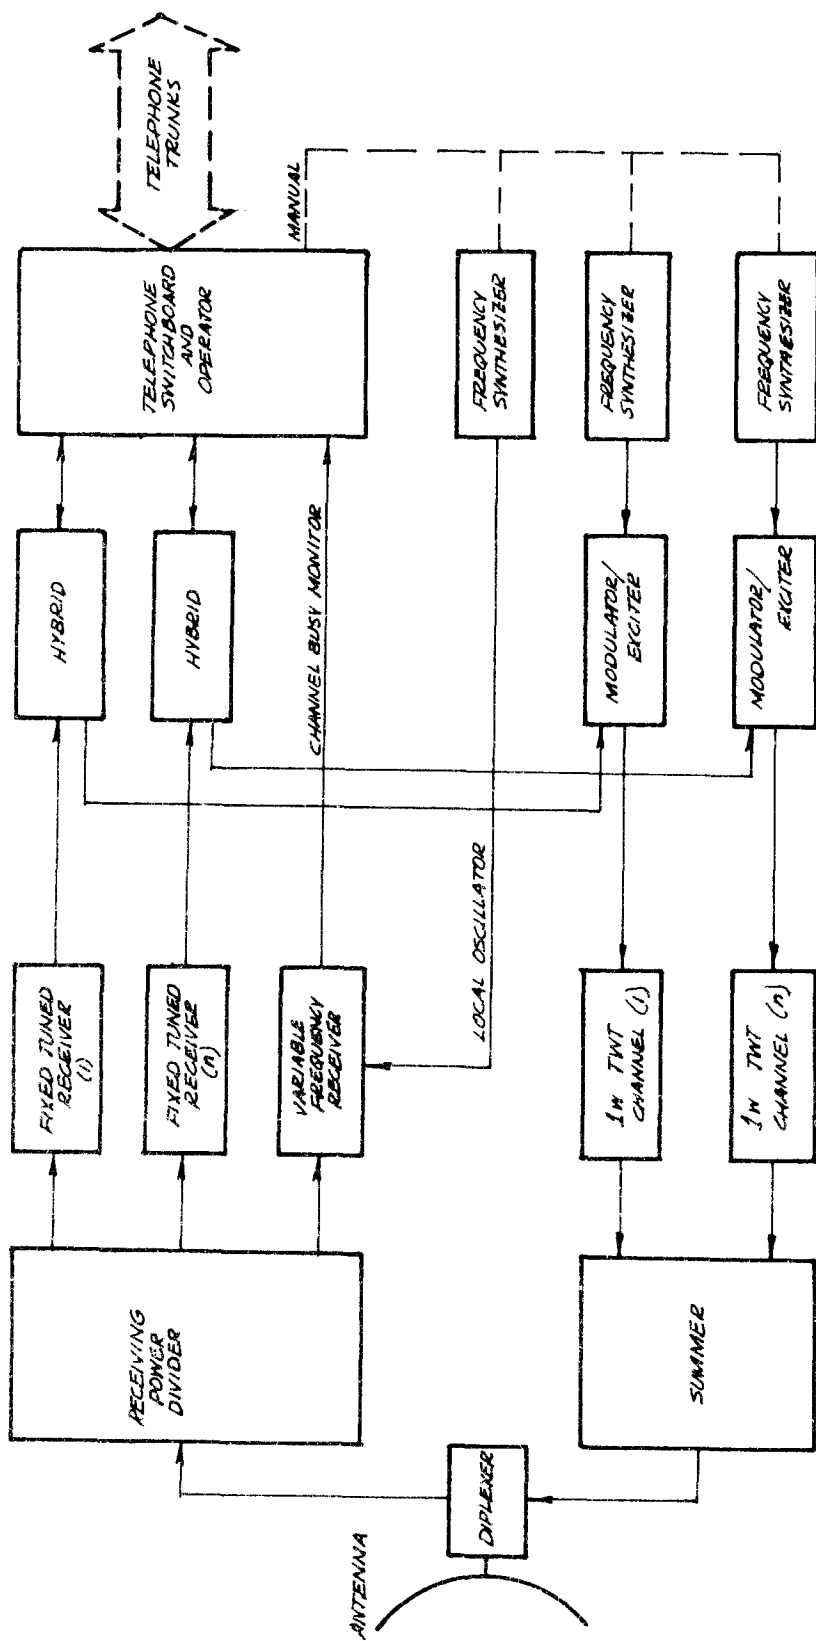 ANTENNA
DIPLEXER
RECEIVING
POWER
DIVIDER
SUMMER
FIXED TUNED
RECEIVER
(1)
FIXED TUNED
RECEIVER
(n)
VARIABLE
FREQUENCY
RECEIVER
LOCAL OSCILLATOR
1W TWT
CHANNEL (1)
1W TWT
CHANNEL (n)
HYBRID
HYBRID
CHANNEL BUSY MONITOR
MODULATOR/
EXCITER
MODULATOR/
EXCITER
TELEPHONE
SWITCHBOARD
AND
OPERATOR
FREQUENCY
SYNTHESIZER
FREQUENCY
SYNTHESIZER
FREQUENCY
SYNTHESIZER
MANUAL
TELEPHONE
TRUNKS